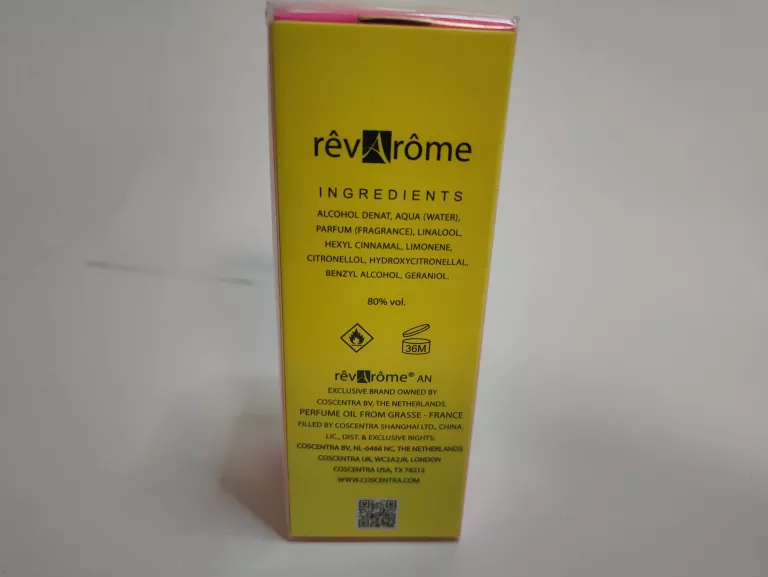 rêvArôme
INGREDIENTS
ALCOHOL DENAT, AQUA (WATER),
PARFUM (FRAGRANCE), LINALOOL,
HEXYL CINNAMAL, LIMONENE,
CITRONELLOL, HYDROXYCITRONELLAL,
BENZYL ALCOHOL, GERANIOL.
80% vol.
36M
rêvArôme® AN
EXCLUSIVE BRAND OWNED BY
COSCENTRA BV, THE NETHERLANDS.
PERFUME OIL FROM GRASSE - FRANCE
FILLED BY COSCENTRA SHANGHAI LTD., CHINA.
LIC., DIST. & EXCLUSIVE RIGHTS:
COSCENTRA BV, NL-6466 NC, THE NETHERLANDS
COSCENTRA UK, WC2A2JR, LONDON
COSCENTRA USA, TX 78213
WWW.COSCENTRA.COM